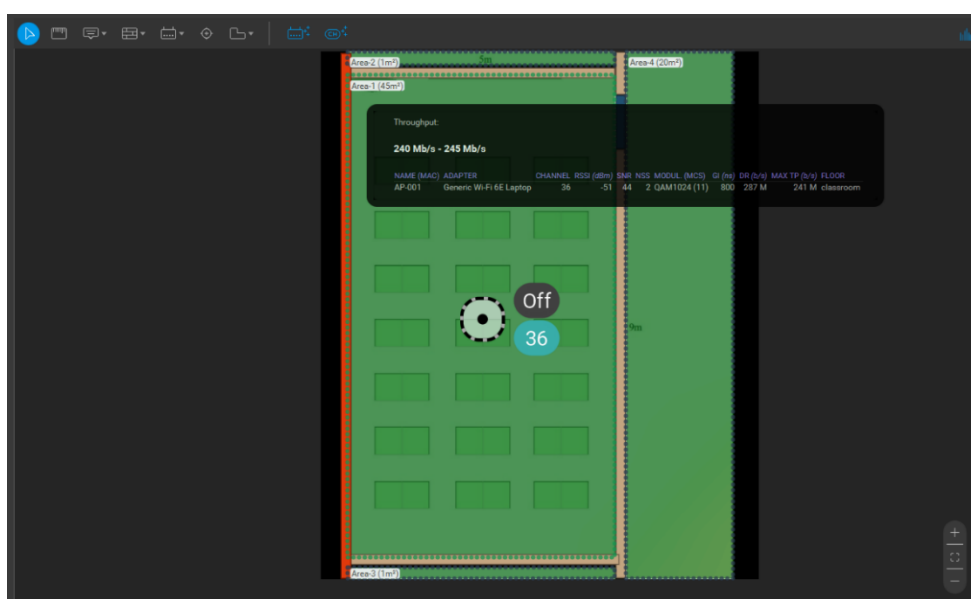 Area-2 (1m²)
5m
Area-4 (20m²)
Area-1 (45m²)
Throughput:
240 Mb/s - 245 Mb/s
NAME (MAC) ADAPTER CHANNEL RSSI (dBm) SNR NSS MODUL. (MCS) GI (ns) DR (b/s) MAX TP (b/s) FLOOR
AP-001 Generic Wi-Fi 6E Laptop 36 -51 44 2 QAM1024 (11) 800 287 M 241 M classroom
Off
36
9m
Area-3 (1m²)